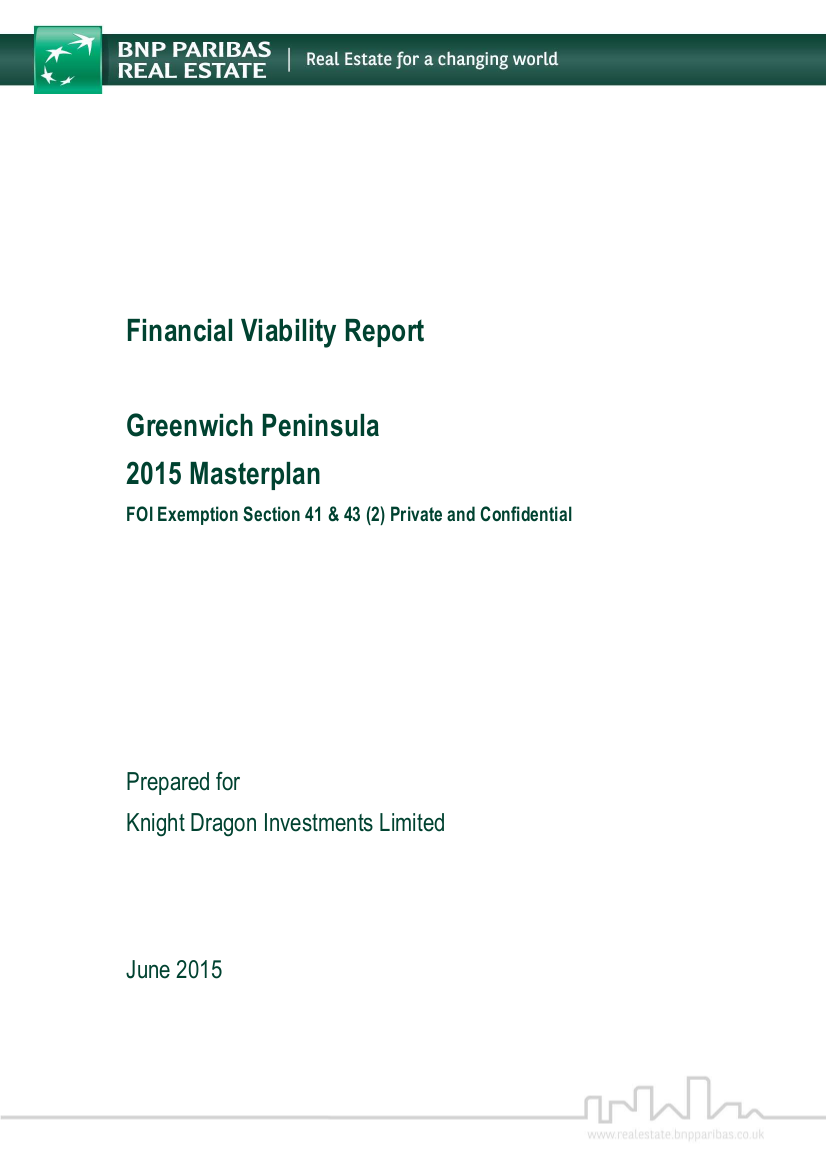 BNP PARIBAS
REAL ESTATE
Real Estate for a changing world
Financial Viability Report
Greenwich Peninsula
2015 Masterplan
FOI Exemption Section 41 & 43 (2) Private and Confidential
Prepared for
Knight Dragon Investments Limited
June 2015
www.realestate.bnpparibas.co.uk